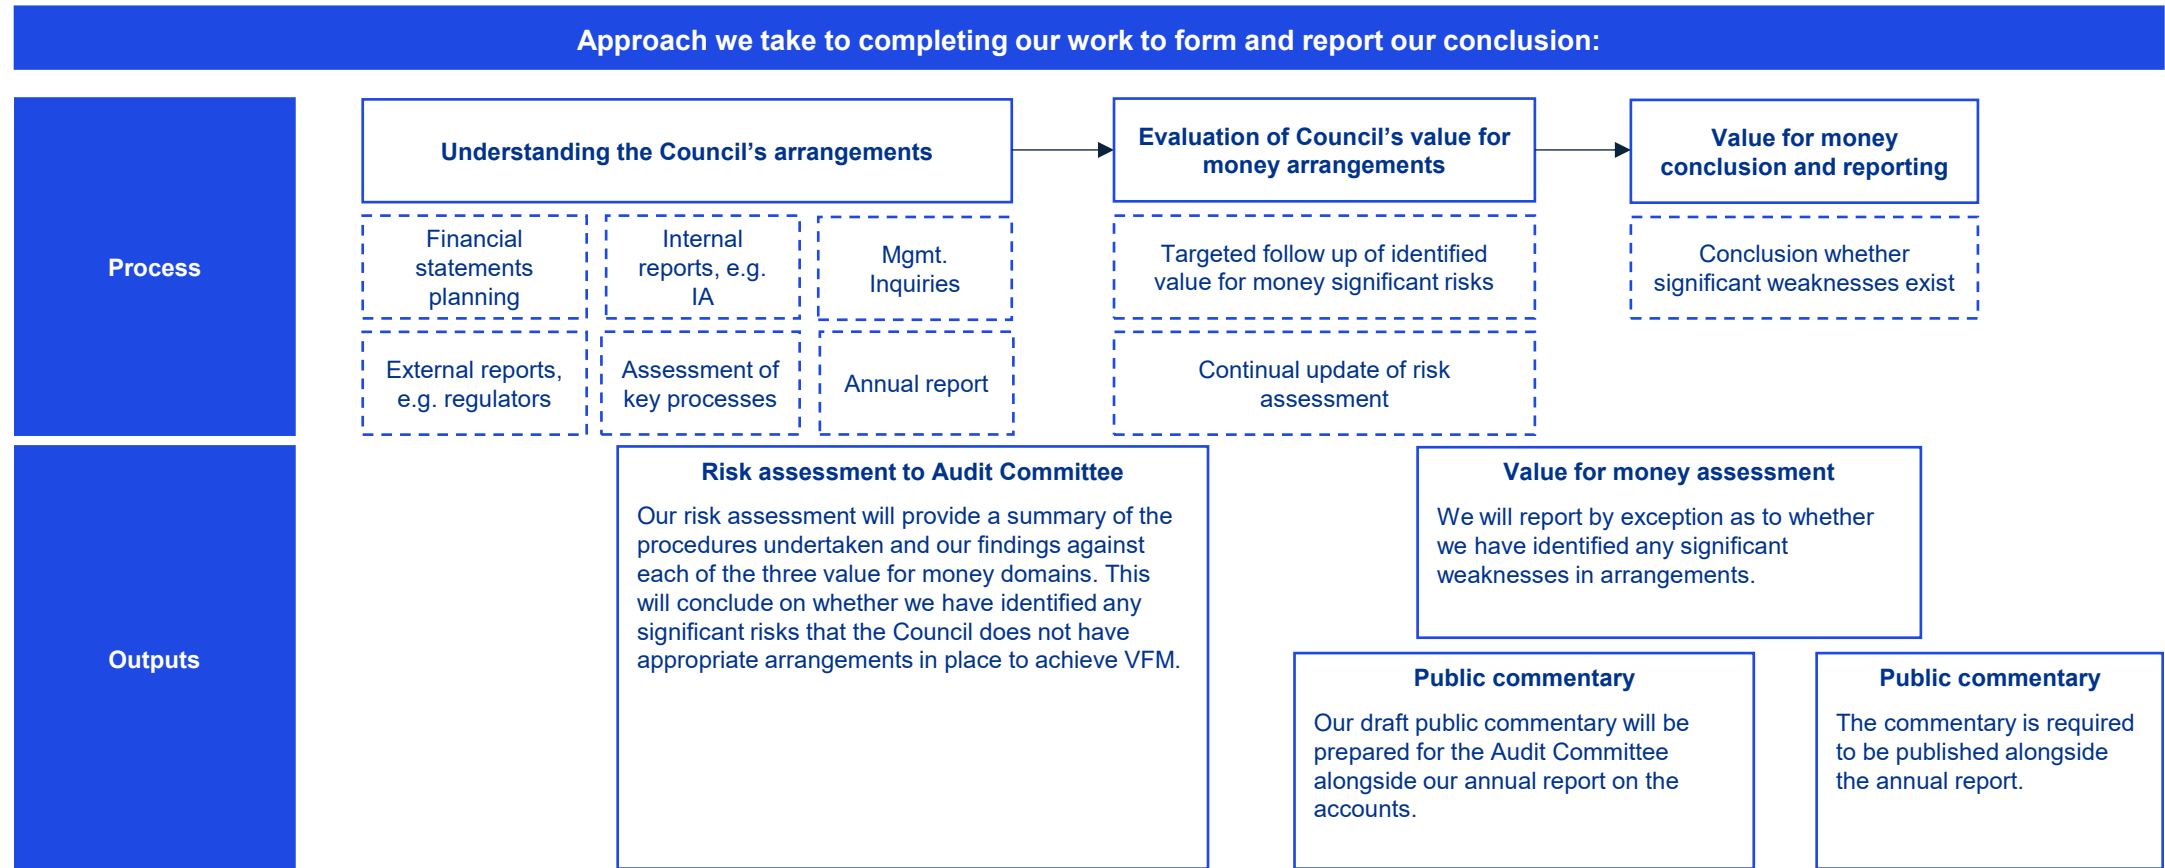 Approach we take to completing our work to form and report our conclusion:
Process
Understanding the Council’s arrangements
Evaluation of Council’s value for
money arrangements
Value for money
conclusion and reporting
Financial
statements
planning
Internal
reports, e.g.
IA
Mgmt.
Inquiries
Targeted follow up of identified
value for money significant risks
Conclusion whether
significant weaknesses exist
External reports,
e.g. regulators
Assessment of
key processes
Annual report
Continual update of risk
assessment
Outputs
Risk assessment to Audit Committee
Our risk assessment will provide a summary of the
procedures undertaken and our findings against
each of the three value for money domains. This
will conclude on whether we have identified any
significant risks that the Council does not have
appropriate arrangements in place to achieve VFM.
Value for money assessment
We will report by exception as to whether
we have identified any significant
weaknesses in arrangements.
Public commentary
Our draft public commentary will be
prepared for the Audit Committee
alongside our annual report on the
accounts.
Public commentary
The commentary is required
to be published alongside
the annual report.